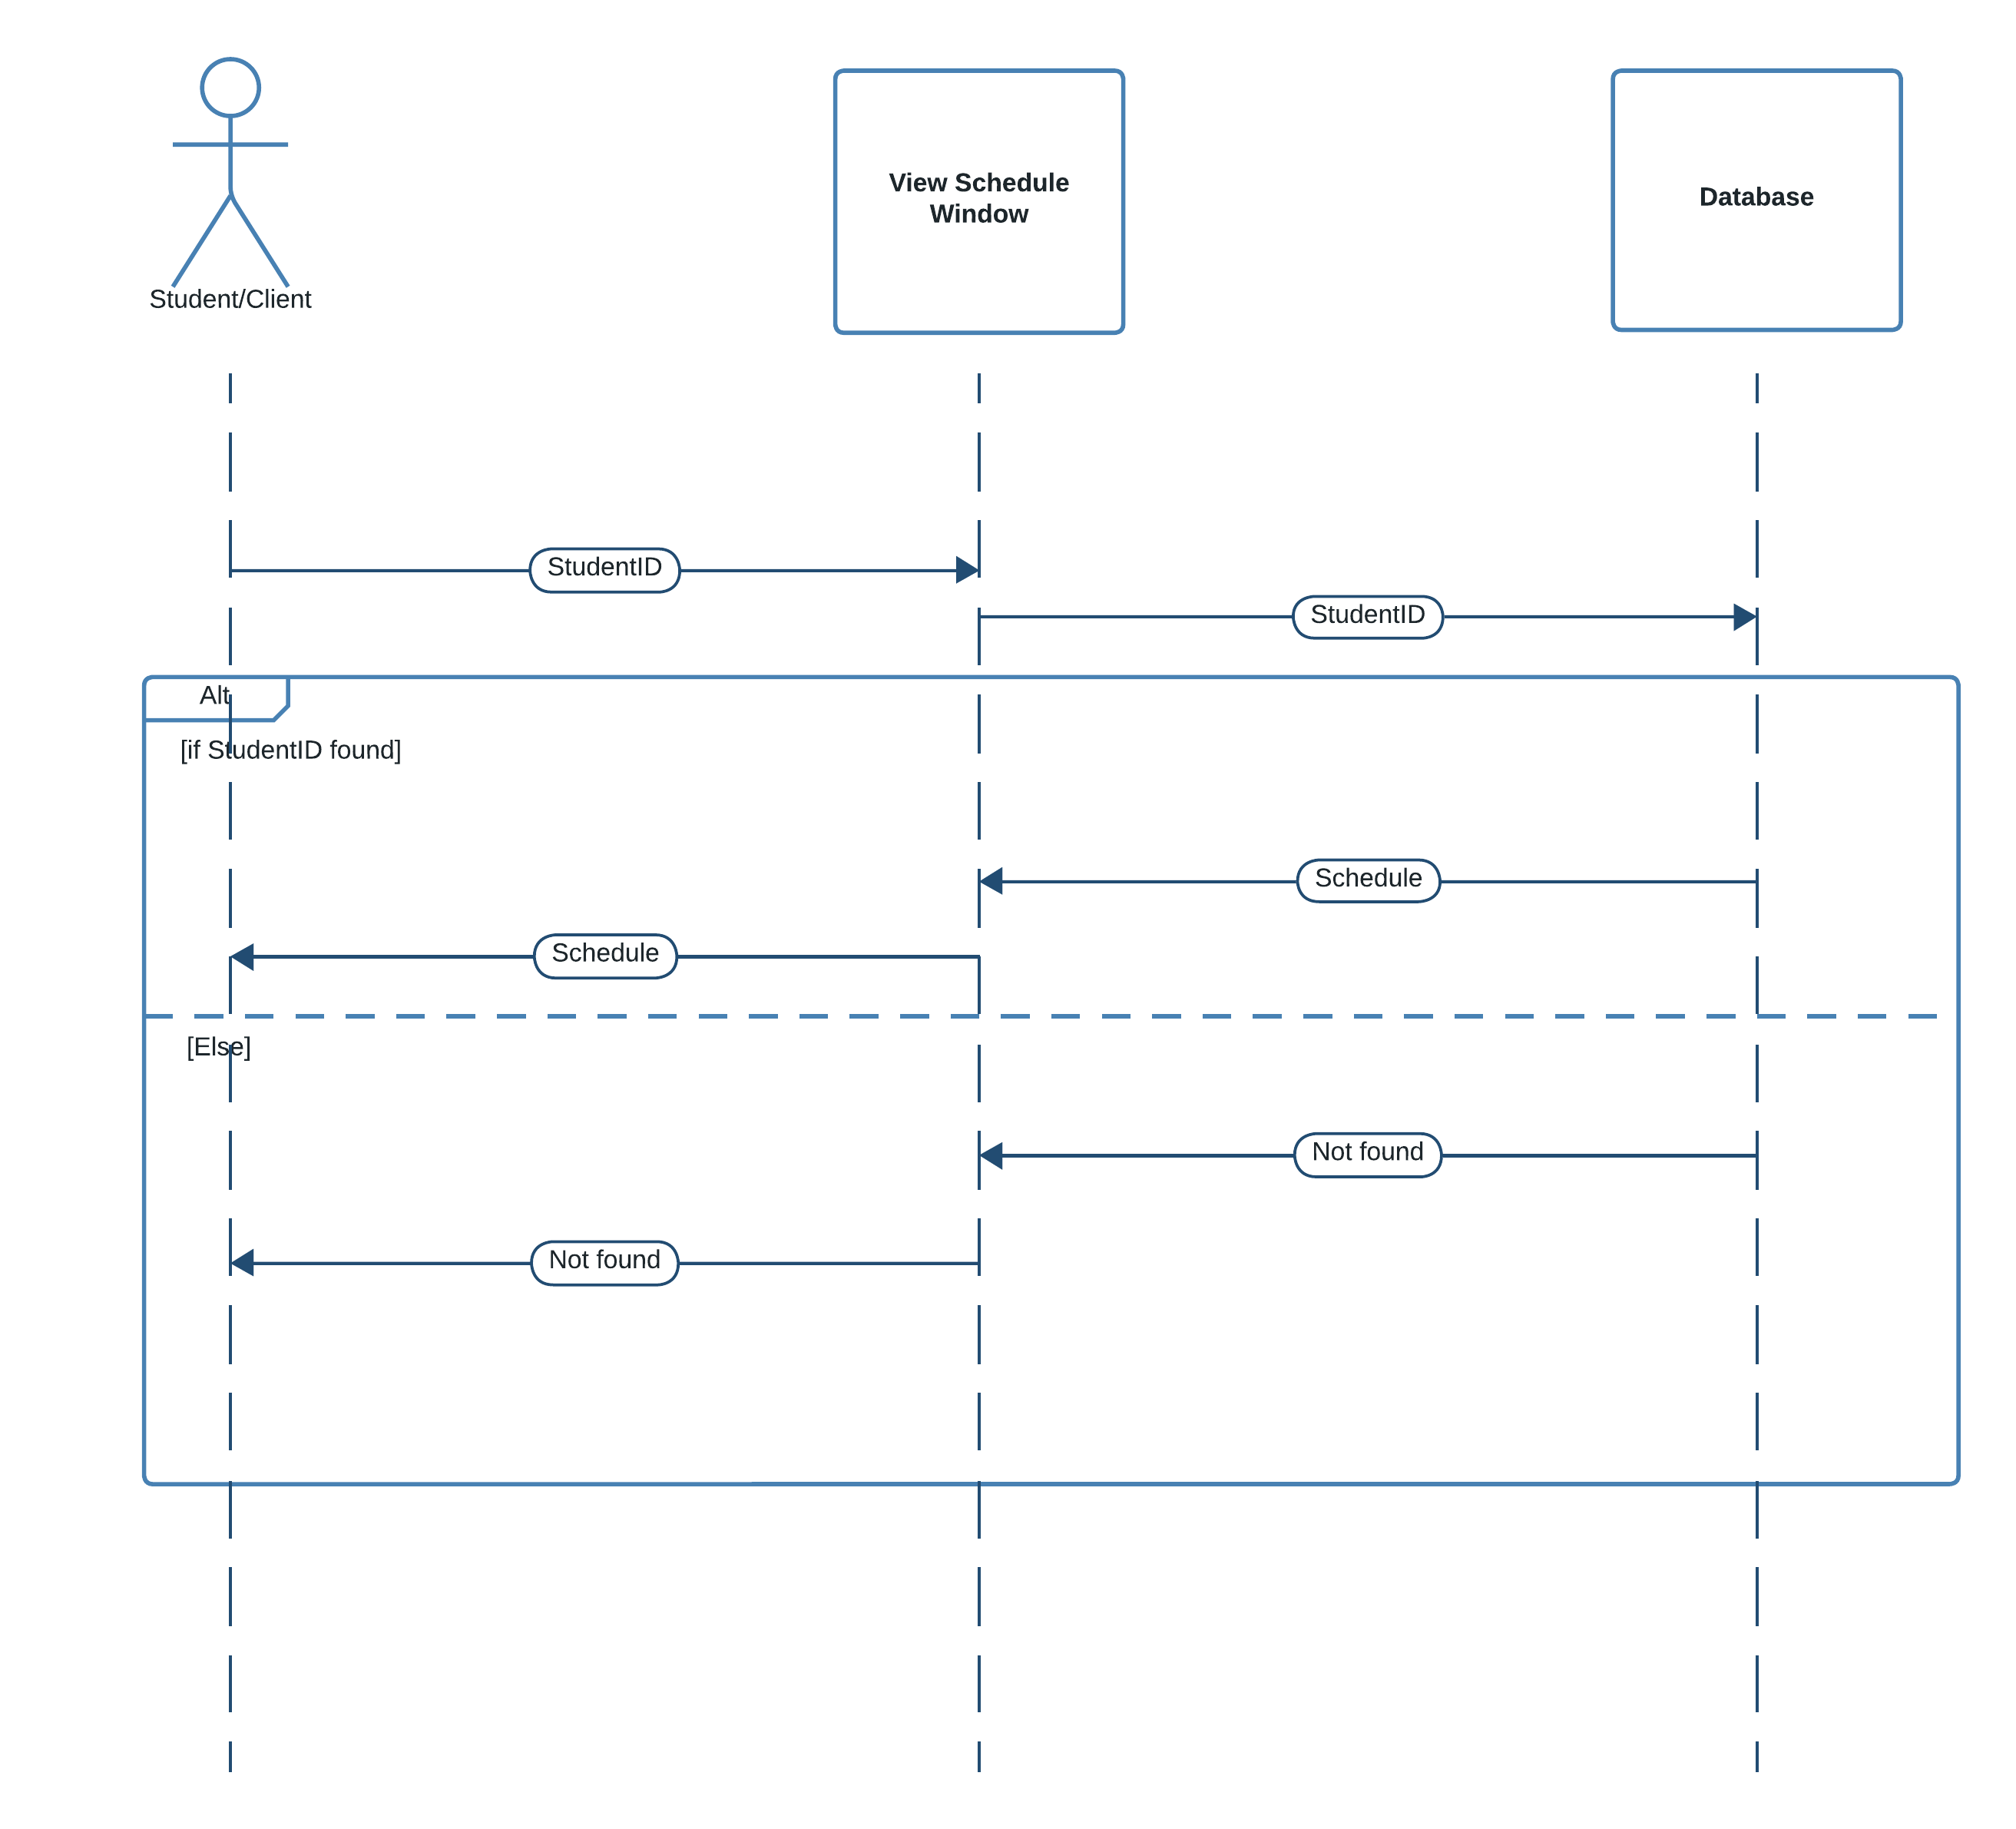 View Schedule
Window
Database
Student/Client
StudentID
StudentID
Alt
[if StudentID found]
Schedule
Schedule
[Else]
Not found
Not found